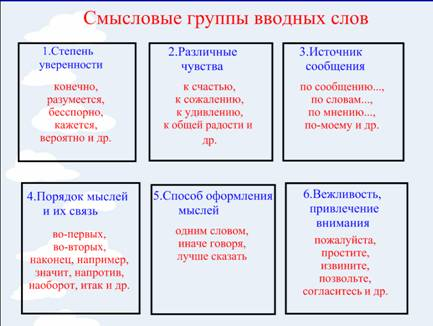 Смысловые группы вводных слов
1.Степень
уверенности
конечно,
разумеется,
бесспорно,
кажется,
вероятно и др.
2.Различные
чувства
к счастью,
к сожалению,
к удивлению,
к общей радости и
др.
3.Источник
сообщения
по сообщению...,
по словам...,
по мнению...,
по-моему и др.
4.Порядок мыслей
и их связь
во-первых,
во-вторых,
наконец, например,
значит, напротив,
наоборот, итак и др.
5.Способ оформления
мыслей
одним словом,
иначе говоря,
лучше сказать
6.Вежливость,
привлечение
внимания
пожалуйста,
простите,
извините,
позвольте,
согласитесь и др.